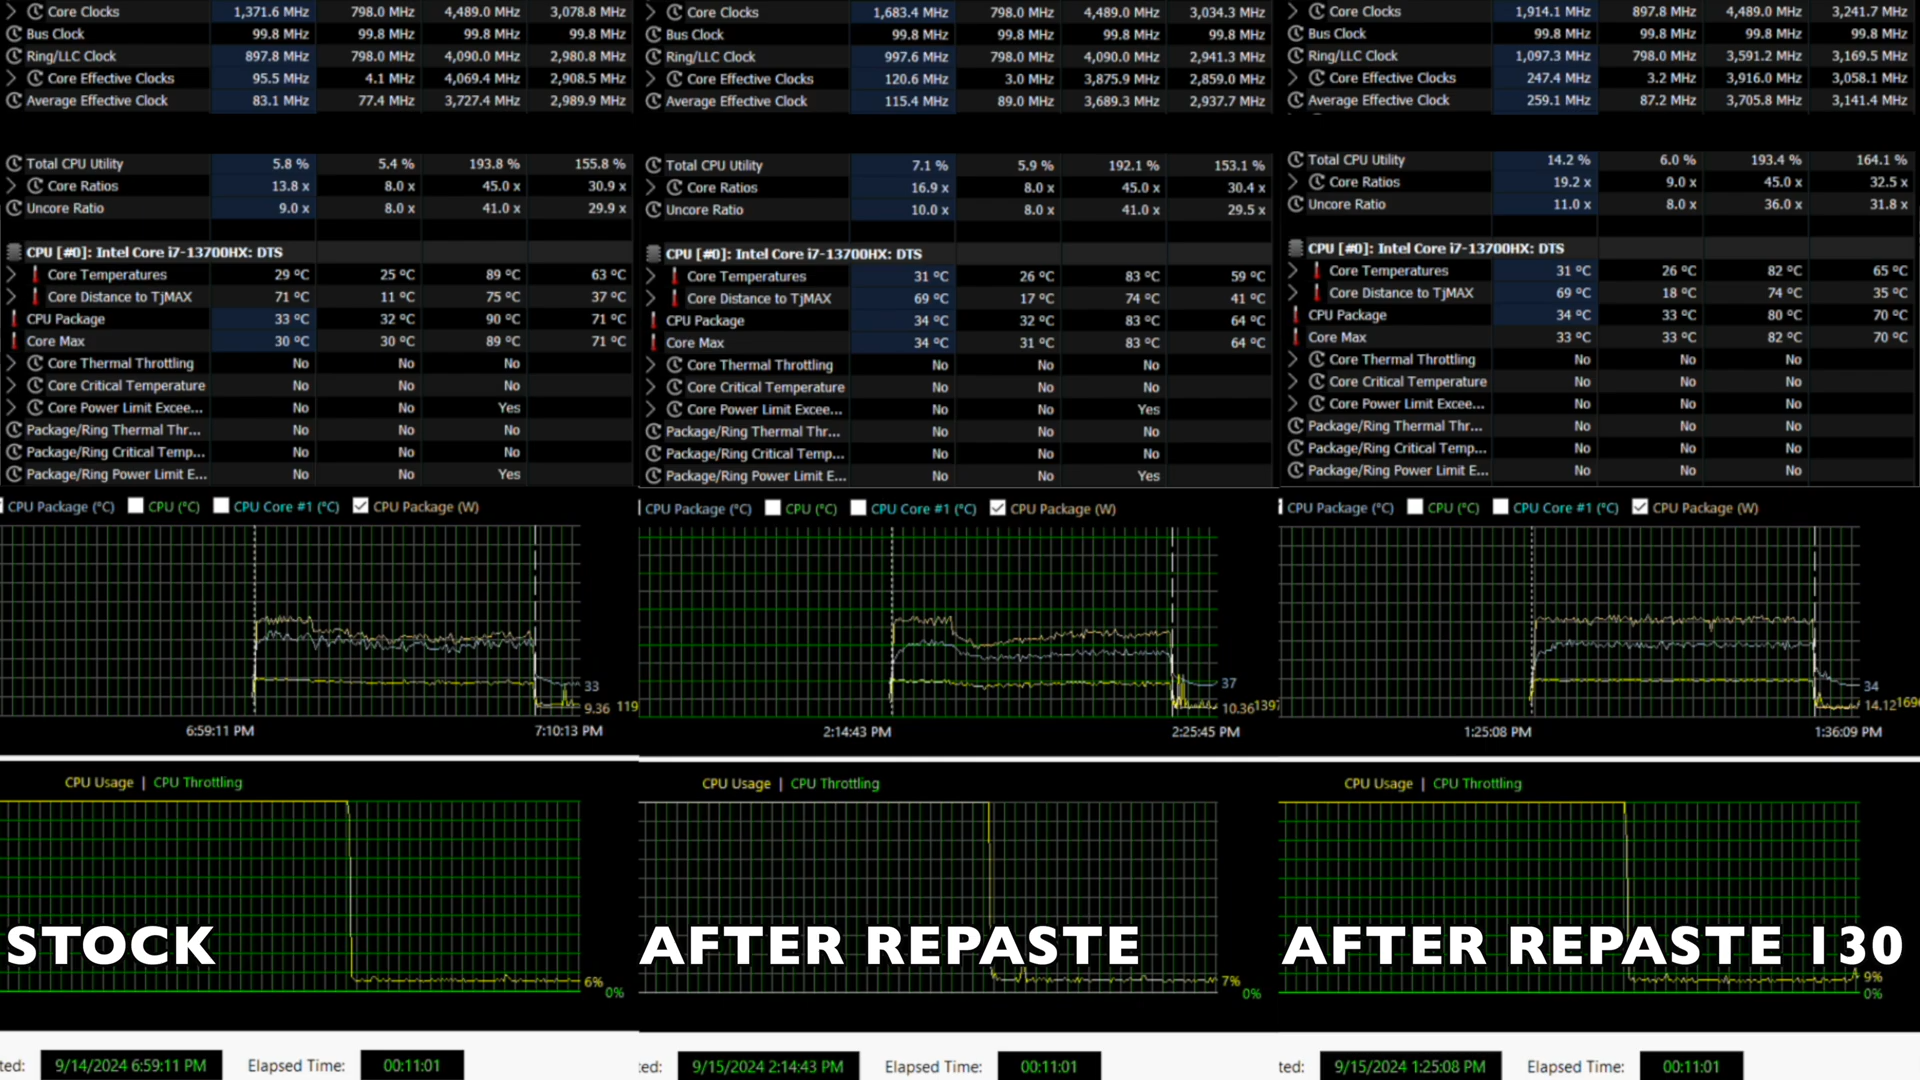 Core Clocks 1,371.6 MHz 798.0 MHz 4,489.0 MHz 3,078.8 MHz
Bus Clock 99.8 MHz 99.8 MHz 99.8 MHz 99.8 MHz
Ring/LLC Clock 897.8 MHz 798.0 MHz 4,090.0 MHz 2,980.8 MHz
Core Effective Clocks 95.5 MHz 4.1 MHz 4,069.4 MHz 2,908.5 MHz
Average Effective Clock 83.1 MHz 77.4 MHz 3,727.4 MHz 2,989.9 MHz
Total CPU Utility 5.8 % 5.4 % 193.8 % 155.8 %
Core Ratios 13.8 x 8.0 x 45.0 x 30.9 x
Uncore Ratio 9.0 x 8.0 x 41.0 x 29.9 x
CPU [#0]: Intel Core i7-13700HX: DTS
Core Temperatures 29 °C 25 °C 89 °C 63 °C
Core Distance to TjMAX 71 °C 11 °C 75 °C 37 °C
CPU Package 33 °C 32 °C 90 °C 71 °C
Core Max 30 °C 30 °C 89 °C 71 °C
Core Thermal Throttling No No No
Core Critical Temperature No No No
Core Power Limit Excee... No No Yes
Package/Ring Thermal Thr... No No No
Package/Ring Critical Temp... No No No
Package/Ring Power Limit E... No No Yes
CPU Package (°C) CPU (°C) CPU Core #1 (°C) CPU Package (W)
33
9.36 119
6:59:11 PM 7:10:13 PM
CPU Usage | CPU Throttling
STOCK
6%
0%
ted: 9/14/2024 6:59:11 PM Elapsed Time: 00:11:01
Core Clocks 1,683.4 MHz 798.0 MHz 4,489.0 MHz 3,034.3 MHz
Bus Clock 99.8 MHz 99.8 MHz 99.8 MHz 99.8 MHz
Ring/LLC Clock 997.6 MHz 798.0 MHz 4,090.0 MHz 2,941.3 MHz
Core Effective Clocks 120.6 MHz 3.0 MHz 3,875.9 MHz 2,859.0 MHz
Average Effective Clock 115.4 MHz 89.0 MHz 3,689.3 MHz 2,937.7 MHz
Total CPU Utility 7.1 % 5.9 % 192.1 % 153.1 %
Core Ratios 16.9 x 8.0 x 45.0 x 30.4 x
Uncore Ratio 10.0 x 8.0 x 41.0 x 29.5 x
CPU [#0]: Intel Core i7-13700HX: DTS
Core Temperatures 31 °C 26 °C 83 °C 59 °C
Core Distance to TjMAX 69 °C 17 °C 74 °C 41 °C
CPU Package 34 °C 32 °C 83 °C 64 °C
Core Max 34 °C 31 °C 83 °C 64 °C
Core Thermal Throttling No No No
Core Critical Temperature No No No
Core Power Limit Excee... No No Yes
Package/Ring Thermal Thr... No No No
Package/Ring Critical Temp... No No No
Package/Ring Power Limit E... No No Yes
CPU Package (°C) CPU (°C) CPU Core #1 (°C) CPU Package (W)
37
10.36 1397
2:14:43 PM 2:25:45 PM
CPU Usage | CPU Throttling
AFTER REPASTE
7%
0%
ted: 9/15/2024 2:14:43 PM Elapsed Time: 00:11:01
Core Clocks 1,914.1 MHz 897.8 MHz 4,489.0 MHz 3,241.7 MHz
Bus Clock 99.8 MHz 99.8 MHz 99.8 MHz 99.8 MHz
Ring/LLC Clock 1,097.3 MHz 798.0 MHz 3,591.2 MHz 3,169.5 MHz
Core Effective Clocks 247.4 MHz 3.2 MHz 3,916.0 MHz 3,058.1 MHz
Average Effective Clock 259.1 MHz 87.2 MHz 3,705.8 MHz 3,141.4 MHz
Total CPU Utility 14.2 % 6.0 % 193.4 % 164.1 %
Core Ratios 19.2 x 9.0 x 45.0 x 32.5 x
Uncore Ratio 11.0 x 8.0 x 36.0 x 31.8 x
CPU [#0]: Intel Core i7-13700HX: DTS
Core Temperatures 31 °C 26 °C 82 °C 65 °C
Core Distance to TjMAX 69 °C 18 °C 74 °C 35 °C
CPU Package 34 °C 33 °C 80 °C 70 °C
Core Max 33 °C 33 °C 82 °C 70 °C
Core Thermal Throttling No No No
Core Critical Temperature No No No
Core Power Limit Excee... No No No
Package/Ring Thermal Thr... No No No
Package/Ring Critical Temp... No No No
Package/Ring Power Limit E... No No No
CPU Package (°C) CPU (°C) CPU Core #1 (°C) CPU Package (W)
34
14.12
1:25:08 PM 1:36:09 PM
CPU Usage | CPU Throttling
AFTER REPASTE 130
9%
0%
ted: 9/15/2024 1:25:08 PM Elapsed Time: 00:11:01